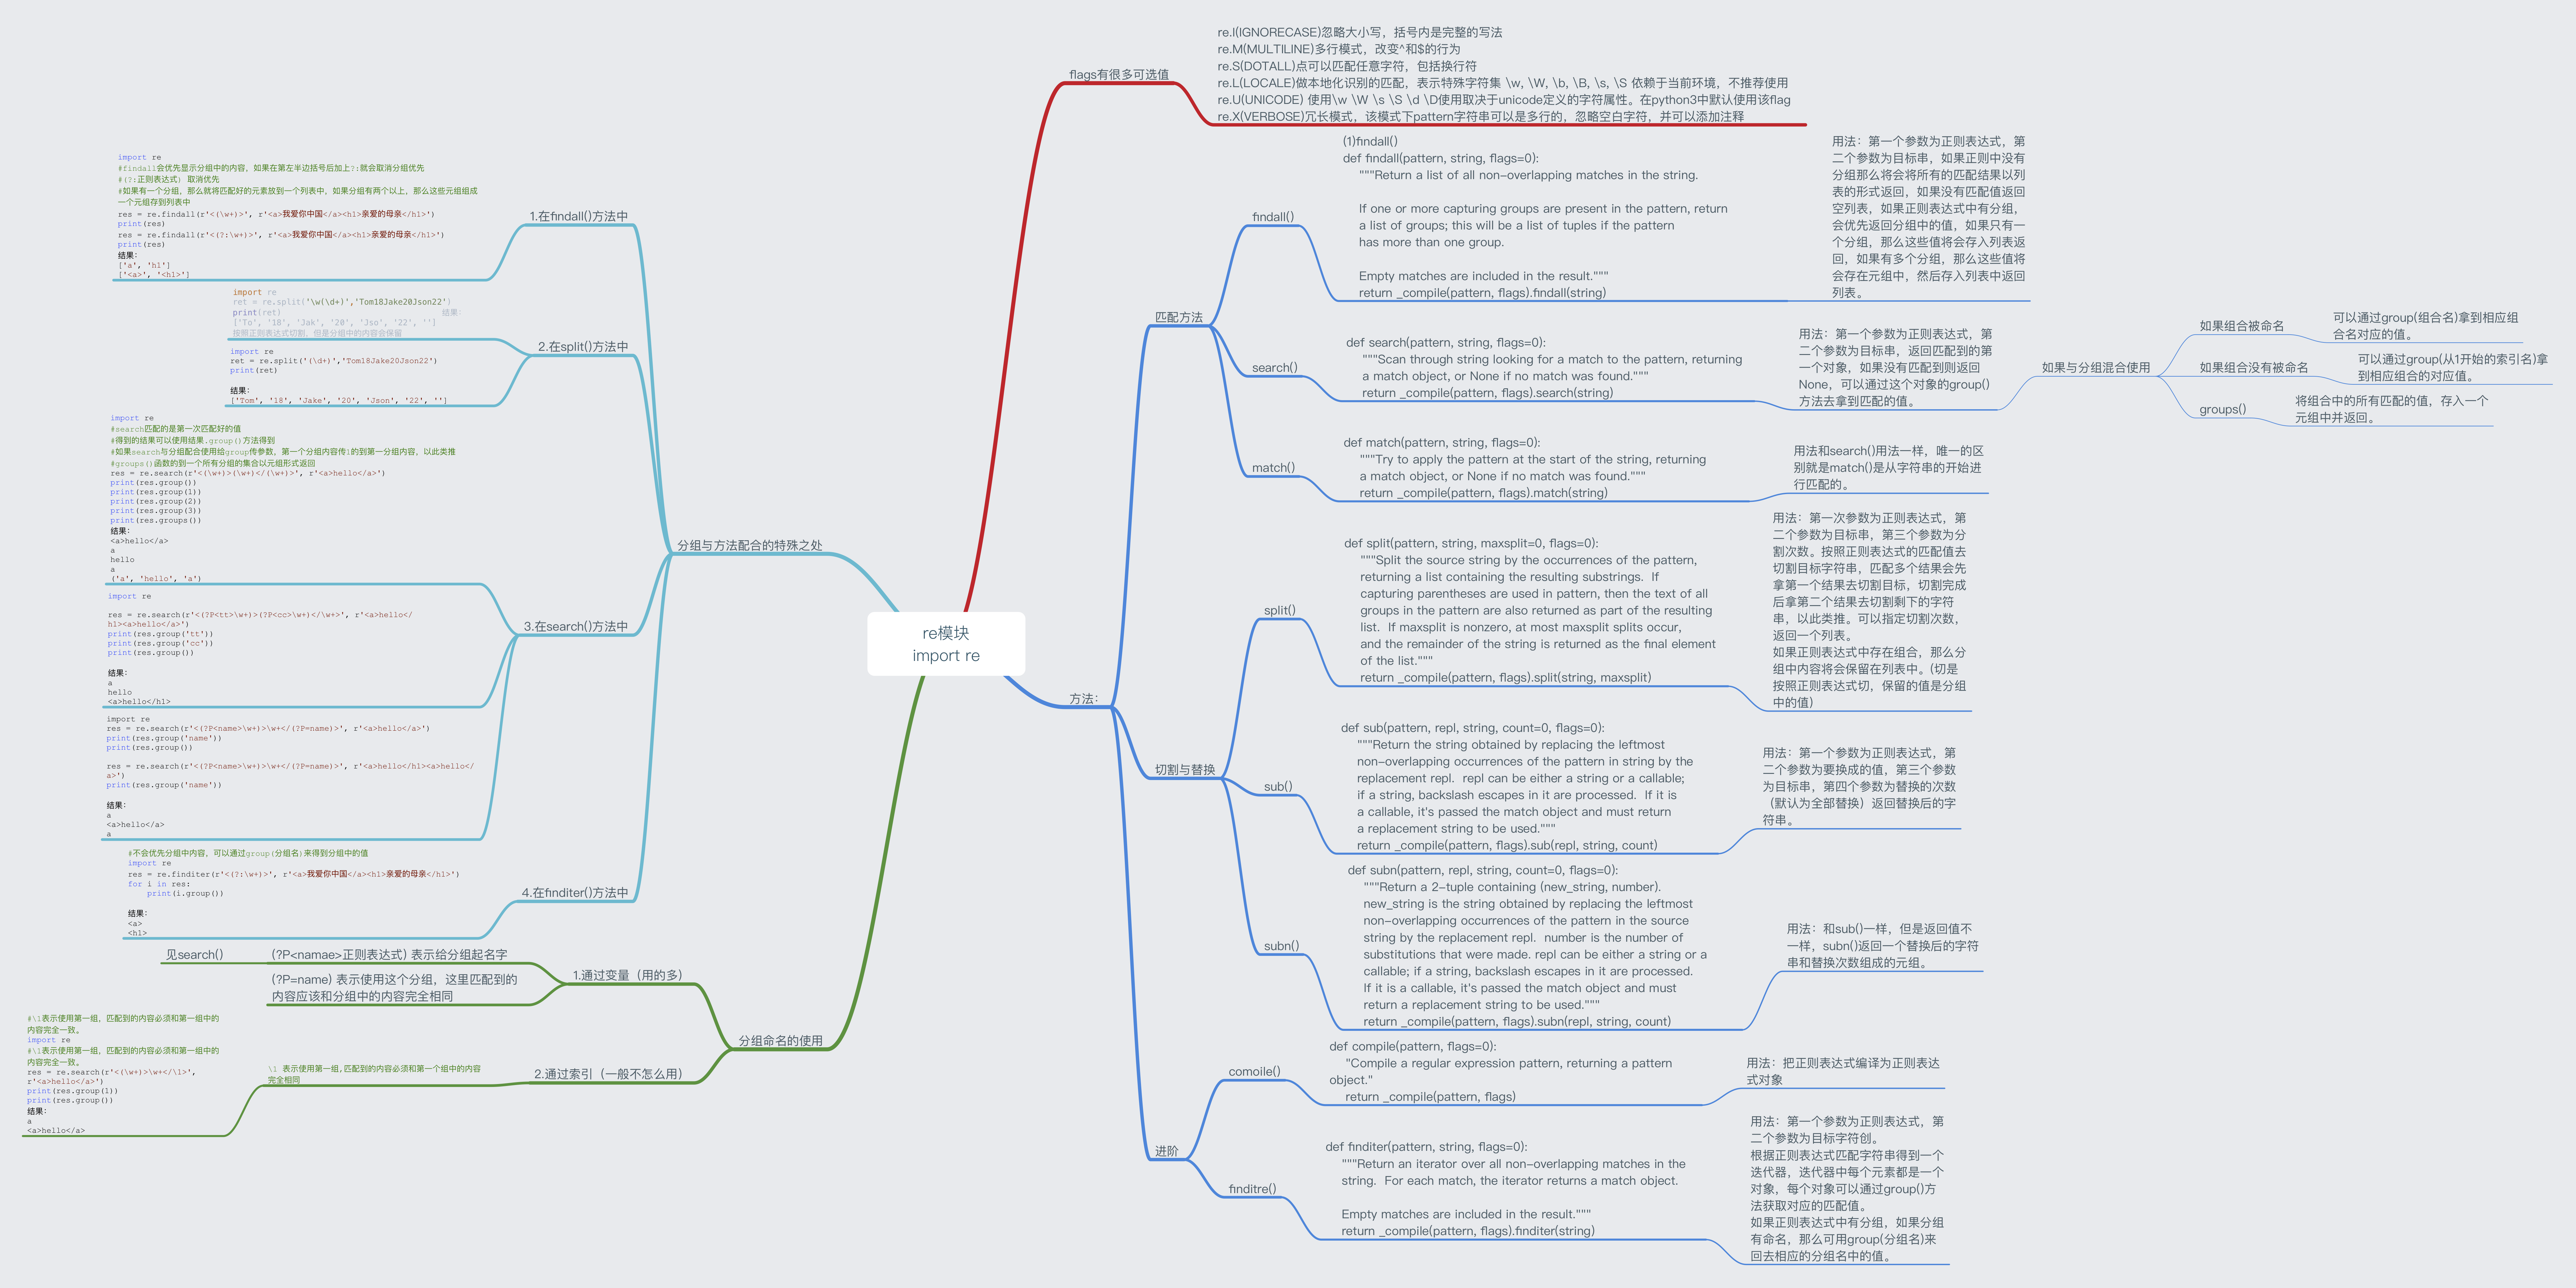 re模块
import re
flags有很多可选值
re.I(IGNORECASE)忽略大小写，括号内是完整的写法
re.M(MULTILINE)多行模式，改变^和$的行为
re.S(DOTALL)点可以匹配任意字符，包括换行符
re.L(LOCALE)做本地化识别的匹配，表示特殊字符集 \w, \W, \b, \B, \s, \S 依赖于当前环境，不推荐使用
re.U(UNICODE) 使用\w \W \s \S \d \D使用取决于unicode定义的字符属性。在python3中默认使用该flag
re.X(VERBOSE)冗长模式，该模式下pattern字符串可以是多行的，忽略空白字符，并可以添加注释
方法：
匹配方法
findall()
(1)findall()
def findall(pattern, string, flags=0):
"""Return a list of all non-overlapping matches in the string.
If one or more capturing groups are present in the pattern, return
a list of groups; this will be a list of tuples if the pattern
has more than one group.
Empty matches are included in the result."""
return _compile(pattern, flags).findall(string)
用法：第一个参数为正则表达式，第
二个参数为目标串，如果正则中没有
分组那么将会将所有的匹配结果以列
表的形式返回，如果没有匹配值返回
空列表，如果正则表达式中有分组，
会优先返回分组中的值，如果只有一
个分组，那么这些值将会存入列表返
回，如果有多个分组，那么这些值将
会存在元组中，然后存入列表中返回
列表。
search()
def search(pattern, string, flags=0):
"""Scan through string looking for a match to the pattern, returning
a match object, or None if no match was found."""
return _compile(pattern, flags).search(string)
用法：第一个参数为正则表达式，第
二个参数为目标串，返回匹配到的第
一个对象，如果没有匹配到则返回
None，可以通过这个对象的group()
方法去拿到匹配的值。
如果与分组混合使用
如果组合被命名
可以通过group(组合名)拿到相应组
合名对应的值。
如果组合没有被命名
可以通过group(从1开始的索引名)拿
到相应组合的对应值。
groups()
将组合中的所有匹配的值，存入一个
元组中并返回。
match()
def match(pattern, string, flags=0):
"""Try to apply the pattern at the start of the string, returning
a match object, or None if no match was found."""
return _compile(pattern, flags).match(string)
用法和search()用法一样，唯一的区
别就是match()是从字符串的开始进
行匹配的。
切割与替换
split()
def split(pattern, string, maxsplit=0, flags=0):
"""Split the source string by the occurrences of the pattern,
returning a list containing the resulting substrings.  If
capturing parentheses are used in pattern, then the text of all
groups in the pattern are also returned as part of the resulting
list.  If maxsplit is nonzero, at most maxsplit splits occur,
and the remainder of the string is returned as the final element
of the list."""
return _compile(pattern, flags).split(string, maxsplit)
用法：第一次参数为正则表达式，第
二个参数为目标串，第三个参数为分
割次数。按照正则表达式的匹配值去
切割目标字符串，匹配多个结果会先
拿第一个结果去切割目标，切割完成
后拿第二个结果去切割剩下的字符
串，以此类推。可以指定切割次数，
返回一个列表。
如果正则表达式中存在组合，那么分
组中内容将会保留在列表中。(切是
按照正则表达式切，保留的值是分组
中的值)
sub()
def sub(pattern, repl, string, count=0, flags=0):
"""Return the string obtained by replacing the leftmost
non-overlapping occurrences of the pattern in string by the
replacement repl.  repl can be either a string or a callable;
if a string, backslash escapes in it are processed.  If it is
a callable, it's passed the match object and must return
a replacement string to be used."""
return _compile(pattern, flags).sub(repl, string, count)
用法：第一个参数为正则表达式，第
二个参数为要换成的值，第三个参数
为目标串，第四个参数为替换的次数
（默认为全部替换）返回替换后的字
符串。
subn()
def subn(pattern, repl, string, count=0, flags=0):
"""Return a 2-tuple containing (new_string, number).
new_string is the string obtained by replacing the leftmost
non-overlapping occurrences of the pattern in the source
string by the replacement repl.  number is the number of
substitutions that were made. repl can be either a string or a
callable; if a string, backslash escapes in it are processed.
If it is a callable, it's passed the match object and must
return a replacement string to be used."""
return _compile(pattern, flags).subn(repl, string, count)
用法：和sub()一样，但是返回值不
一样，subn()返回一个替换后的字符
串和替换次数组成的元组。
进阶
comoile()
def compile(pattern, flags=0):
"Compile a regular expression pattern, returning a pattern
object."
return _compile(pattern, flags)
用法：把正则表达式编译为正则表达
式对象
finditre()
def finditer(pattern, string, flags=0):
"""Return an iterator over all non-overlapping matches in the
string.  For each match, the iterator returns a match object.
Empty matches are included in the result."""
return _compile(pattern, flags).finditer(string)
用法：第一个参数为正则表达式，第
二个参数为目标字符创。
根据正则表达式匹配字符串得到一个
迭代器，迭代器中每个元素都是一个
对象，每个对象可以通过group()方
法获取对应的匹配值。
如果正则表达式中有分组，如果分组
有命名，那么可用group(分组名)来
回去相应的分组名中的值。
分组与方法配合的特殊之处
1.在findall()方法中
import re
#findall会优先显示分组中的内容，如果在第左半边括号后加上?:就会取消分组优先
#(?:正则表达式) 取消优先
#如果有一个分组，那么就将匹配好的元素放到一个列表中，如果分组有两个以上，那么这些元组组成
一个元组存到列表中
res = re.findall(r'<(\w+)>', r'<a>我爱你中国</a><h1>亲爱的母亲</h1>')
print(res)
res = re.findall(r'<(?:\w+)>', r'<a>我爱你中国</a><h1>亲爱的母亲</h1>')
print(res)
结果：
['a', 'h1']
['<a>', '<h1>']
2.在split()方法中
import re
ret = re.split('\w(\d+)','Tom18Jake20Json22')
print(ret) 结果：
['To', '18', 'Jak', '20', 'Jso', '22', '']
按照正则表达式切割，但是分组中的内容会保留
import re
ret = re.split('(\d+)','Tom18Jake20Json22')
print(ret)
结果：
['Tom', '18', 'Jake', '20', 'Json', '22', '']
3.在search()方法中
import re
#search匹配的是第一次匹配好的值
#得到的结果可以使用结果.group()方法得到
#如果search与分组配合使用给group传参数，第一个分组内容传1的到第一分组内容，以此类推
#groups()函数的到一个所有分组的集合以元组形式返回
res = re.search(r'<(\w+)>(\w+)</(\w+)>', r'<a>hello</a>')
print(res.group())
print(res.group(1))
print(res.group(2))
print(res.group(3))
print(res.groups())
结果：
<a>hello</a>
a
hello
a
('a', 'hello', 'a')
import re
res = re.search(r'<(?P<tt>\w+)>(?P<cc>\w+)</\w+>', r'<a>hello</
h1><a>hello</a>')
print(res.group('tt'))
print(res.group('cc'))
print(res.group())
结果：
a
hello
<a>hello</h1>
import re
res = re.search(r'<(?P<name>\w+)>\w+</(?P=name)>', r'<a>hello</a>')
print(res.group('name'))
print(res.group())
res = re.search(r'<(?P<name>\w+)>\w+</(?P=name)>', r'<a>hello</h1><a>hello</
a>')
print(res.group('name'))
结果：
a
<a>hello</a>
a
4.在finditer()方法中
#不会优先分组中内容，可以通过group(分组名)来得到分组中的值
import re
res = re.finditer(r'<(?:\w+)>', r'<a>我爱你中国</a><h1>亲爱的母亲</h1>')
for i in res:
print(i.group())
结果：
<a>
<h1>
分组命名的使用
1.通过变量（用的多）
(?P<namae>正则表达式) 表示给分组起名字
见search()
(?P=name) 表示使用这个分组，这里匹配到的
内容应该和分组中的内容完全相同
2.通过索引（一般不怎么用）
\1 表示使用第一组,匹配到的内容必须和第一个组中的内容
完全相同
#\1表示使用第一组，匹配到的内容必须和第一组中的
内容完全一致。
import re
#\1表示使用第一组，匹配到的内容必须和第一组中的
内容完全一致。
res = re.search(r'<(\w+)>\w+</\1>',
r'<a>hello</a>')
print(res.group(1))
print(res.group())
结果：
a
<a>hello</a>